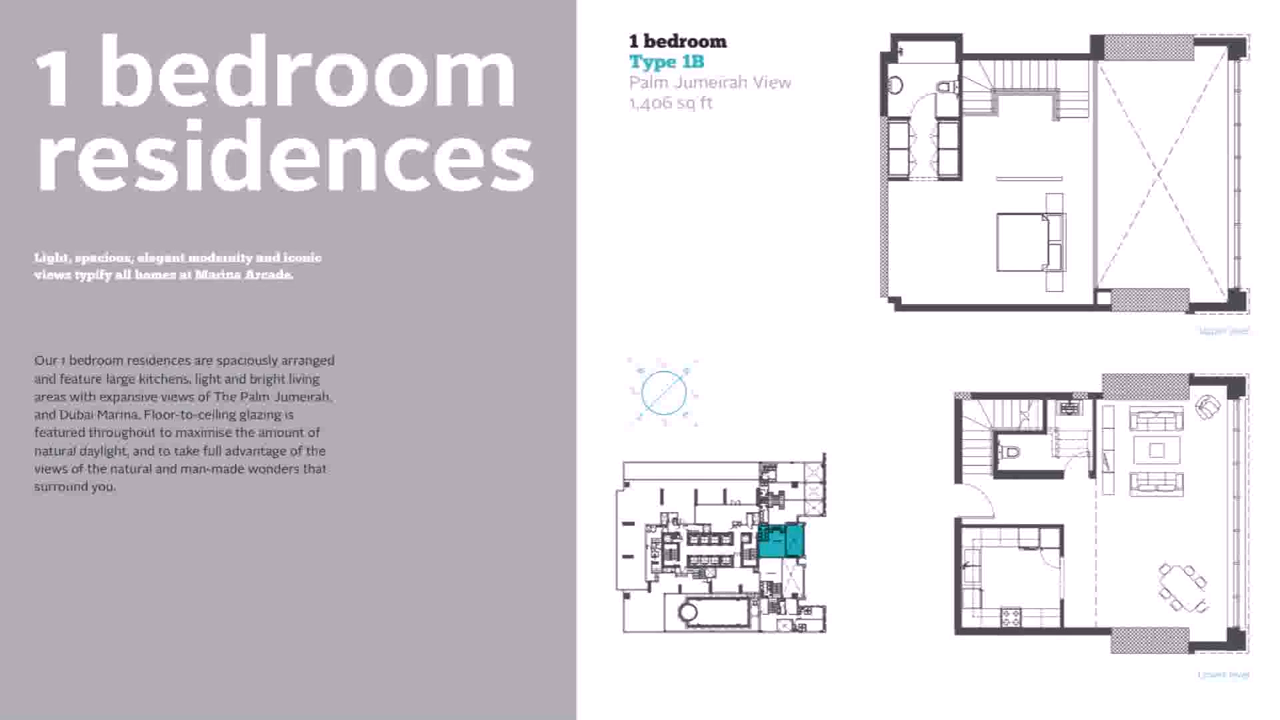 1 bedroom
residences
Light, spacious, elegant modernity and iconic
views typify all homes at Marina Arcade.
Our 1 bedroom residences are spaciously arranged
and feature large kitchens, light and bright living
areas with expansive views of The Palm Jumeirah,
and Dubai Marina. Floor-to-ceiling glazing is
featured throughout to maximise the amount of
natural daylight, and to take full advantage of the
views of the natural and man-made wonders that
surround you.
1 bedroom
Type 1B
Palm Jumeirah View
1,406 sq ft
Upper level
Lower level